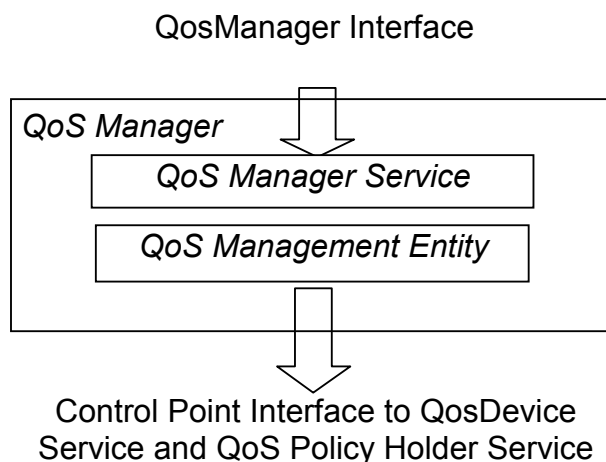 QosManager Interface
QoS Manager
QoS Manager Service
QoS Management Entity
Control Point Interface to QosDevice
Service and QoS Policy Holder Service